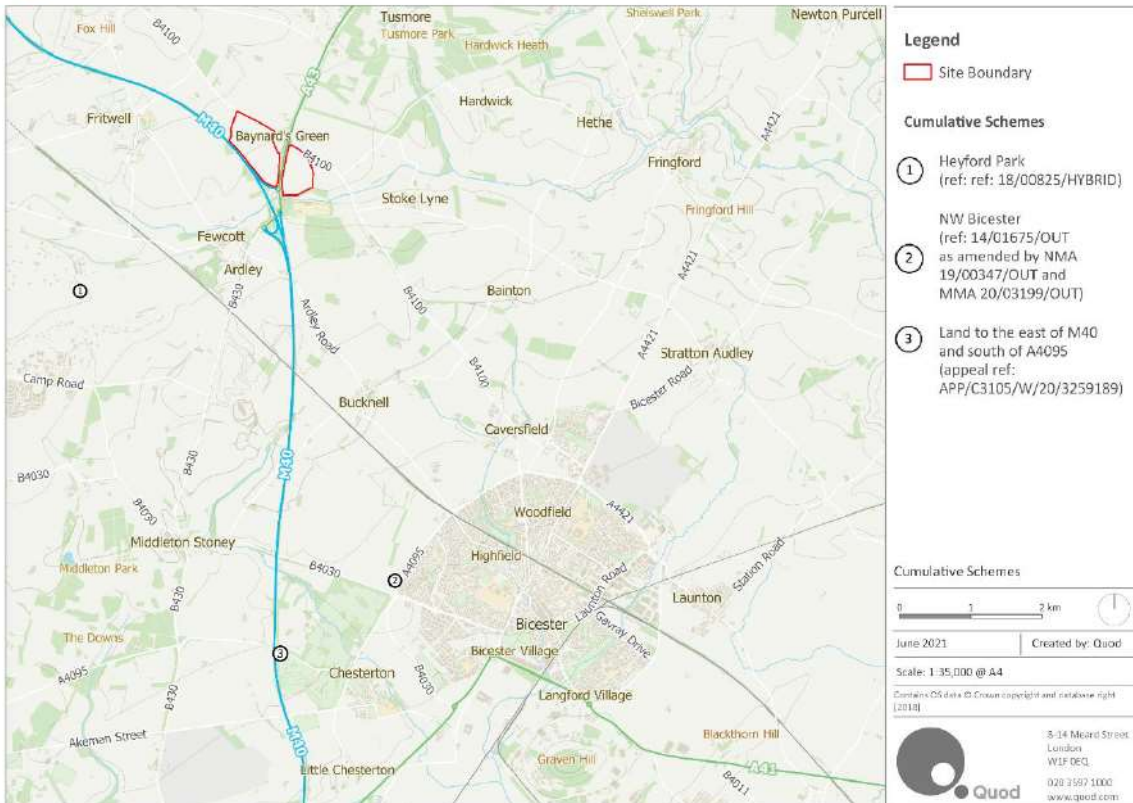 Fox Hill
B4100
Tusmore
Tusmore Park
Shelswell Park
Newton Purcell
Hardwick Heath
A43
M40
Fritwell
Baynard's Green
Hardwick
Hethe
A4421
B4100
Fringford
Stoke Lyne
Fringford Hill
Fewcott
Ardley
A4421
1
B430
Bainton
Ardley Road
B4100
A4421
Stratton Audley
Camp Road
Bucknell
Bicester Road
Caversfield
M40
B4030
B430
Woodfield
A4421
B4030
Middleton Stoney
Highfield
A4095
B4030
2
Middleton Park
Launton Road
Station Road
Launton
B430
Bicester
Gavray Drive
The Downs
Bicester Village
3
A4095
Chesterton
B4030
Langford Village
B430
Akeman Street
M40
Blackthorn Hill
Graven Hill
Little Chesterton
A41
B4011
Legend
Site Boundary
Cumulative Schemes
1
Heyford Park
(ref: ref: 18/00825/HYBRID)
2
NW Bicester
(ref: 14/01675/OUT
as amended by NMA
19/00347/OUT and
MMA 20/03199/OUT)
3
Land to the east of M40
and south of A4095
(appeal ref:
APP/C3105/W/20/3259189)
Cumulative Schemes
0 1 2 km
June 2021
Created by: Quod
Scale: 1:35,000 @ A4
Contains OS data © Crown copyright and database right
[2018]
Quod
8-14 Meard Street
London
W1F 0EQ
020 3597 1000
www.quod.com